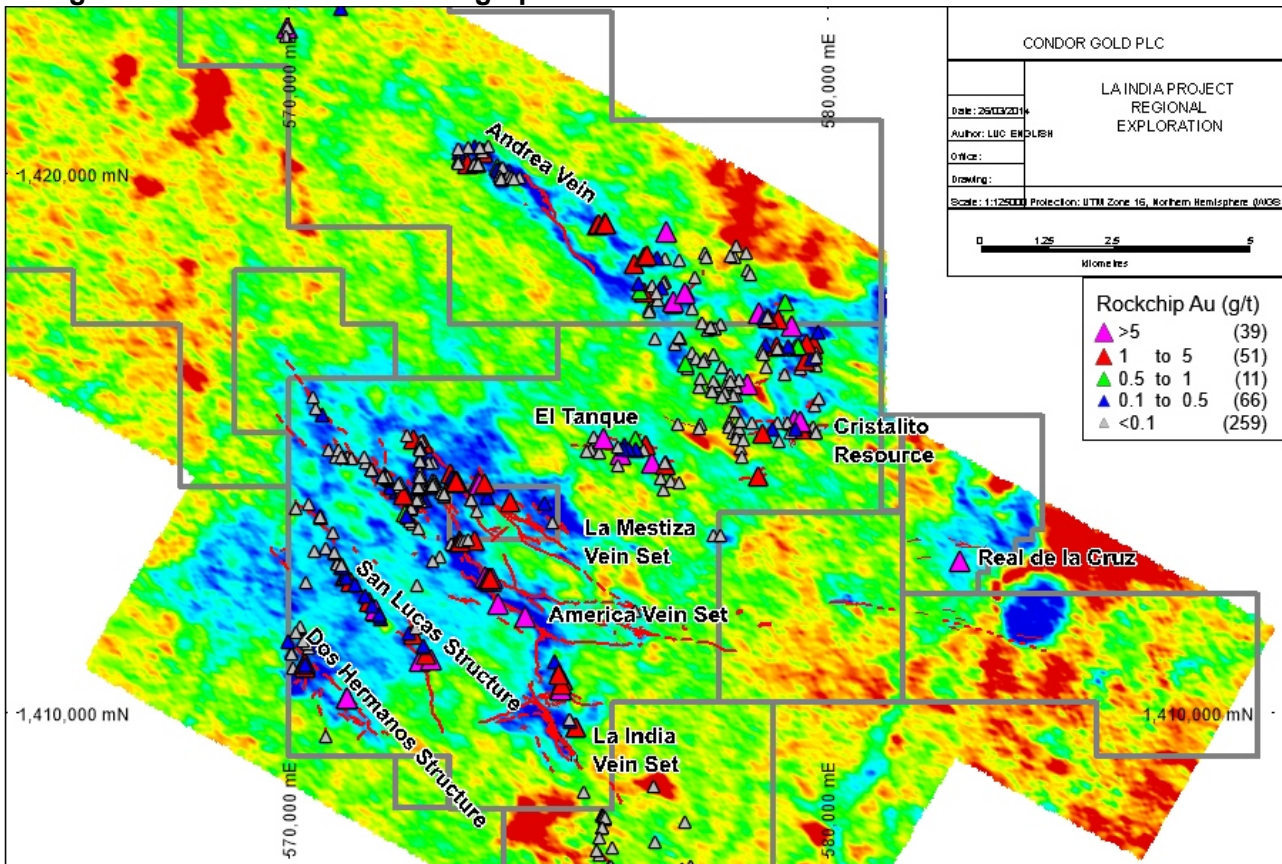 CONDOR GOLD PLC
LA INDIA PROJECT
REGIONAL
EXPLORATION
Date: 26/03/2014
Author: LUC ENGLISH
Office:
Drawing:
Scale: 1:125000 Projection: UTM Zone 16, Northern Hemisphere (WGS
0 1.25 2.5 5
kilometres
Rockchip Au (g/t)
>5 (39)
1 to 5 (51)
0.5 to 1 (11)
0.1 to 0.5 (66)
<0.1 (259)
570,000 mE
580,000 mE
1,420,000 mN
Andrea Vein
El Tanque
Cristalito
Resource
La Mestiza
Vein Set
Real de la Cruz
San Lucas Structure
America Vein Set
Dos Hermanos Structure
1,410,000 mN
1,410,000 mN
La India
Vein Set
570,000 mE
580,000 mE